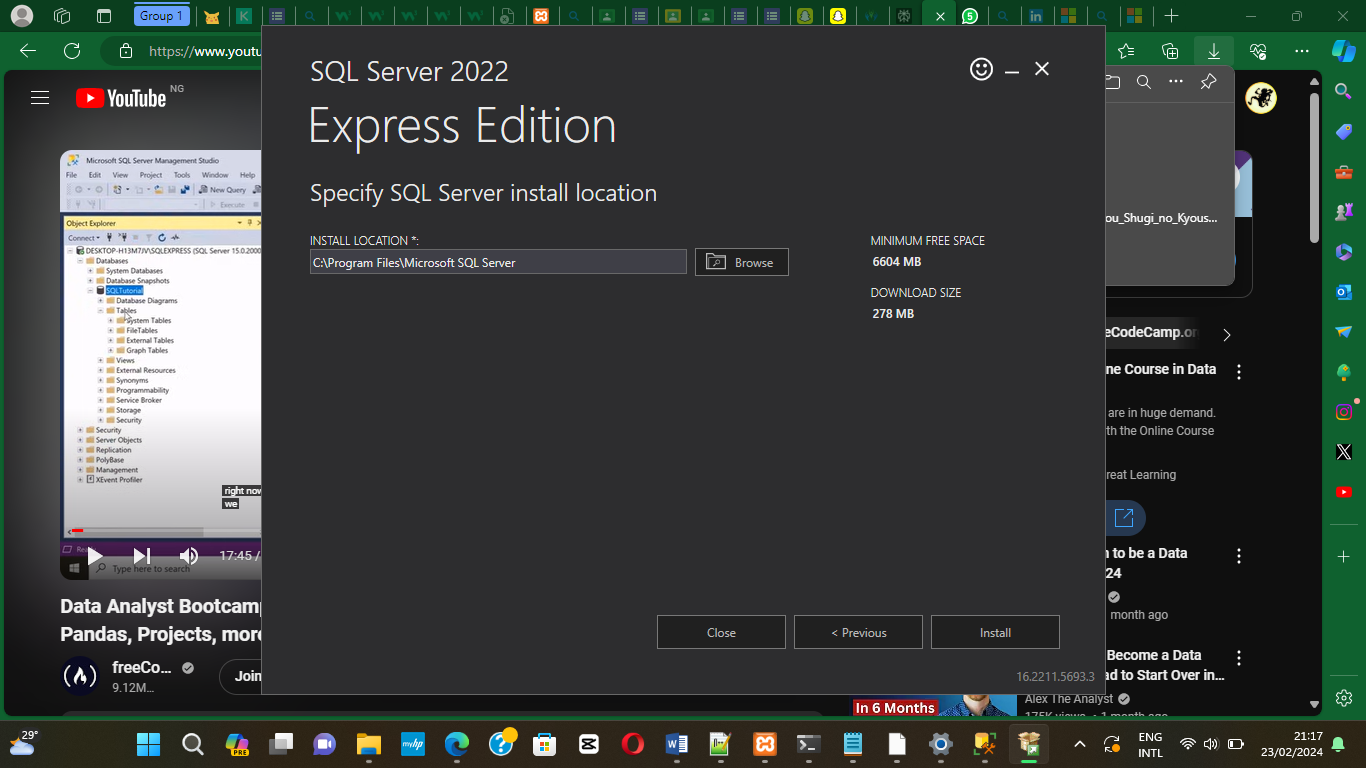 Group 1
https://www.youtu
YouTube
NG
Microsoft SQL Server Management Studio
File Edit View Project Tools Window Help
New Query
Execute
Object Explorer
Connect
DESKTOP-H13M7JV\SQLEXPRESS (SQL Server 15.0.2000
Databases
System Databases
Database Snapshots
SQLTutorial
Database Diagrams
Tables
System Tables
FileTables
External Tables
Graph Tables
Views
External Resources
Synonyms
Programmability
Service Broker
Storage
Security
Security
Server Objects
Replication
PolyBase
Management
XEvent Profiler
right now
we
17:45 /
Type here to search
Data Analyst Bootcamp
Pandas, Projects, more
freeCo...
9.12M...
Join
SQL Server 2022
Express Edition
Specify SQL Server install location
INSTALL LOCATION *:
C:\Program Files\Microsoft SQL Server
Browse
MINIMUM FREE SPACE
6604 MB
DOWNLOAD SIZE
278 MB
Close
< Previous
Install
16.2211.5693.3
ou_Shugi_no_Kyous...
eCodeCamp.or
ne Course in Data
are in huge demand.
th the Online Course
reat Learning
n to be a Data
24
month ago
Become a Data
ad to Start Over in...
Alex The Analyst
175K views • 1 month ago
In 6 Months
29°
PRE
myhp
ENG
INTL
21:17
23/02/2024